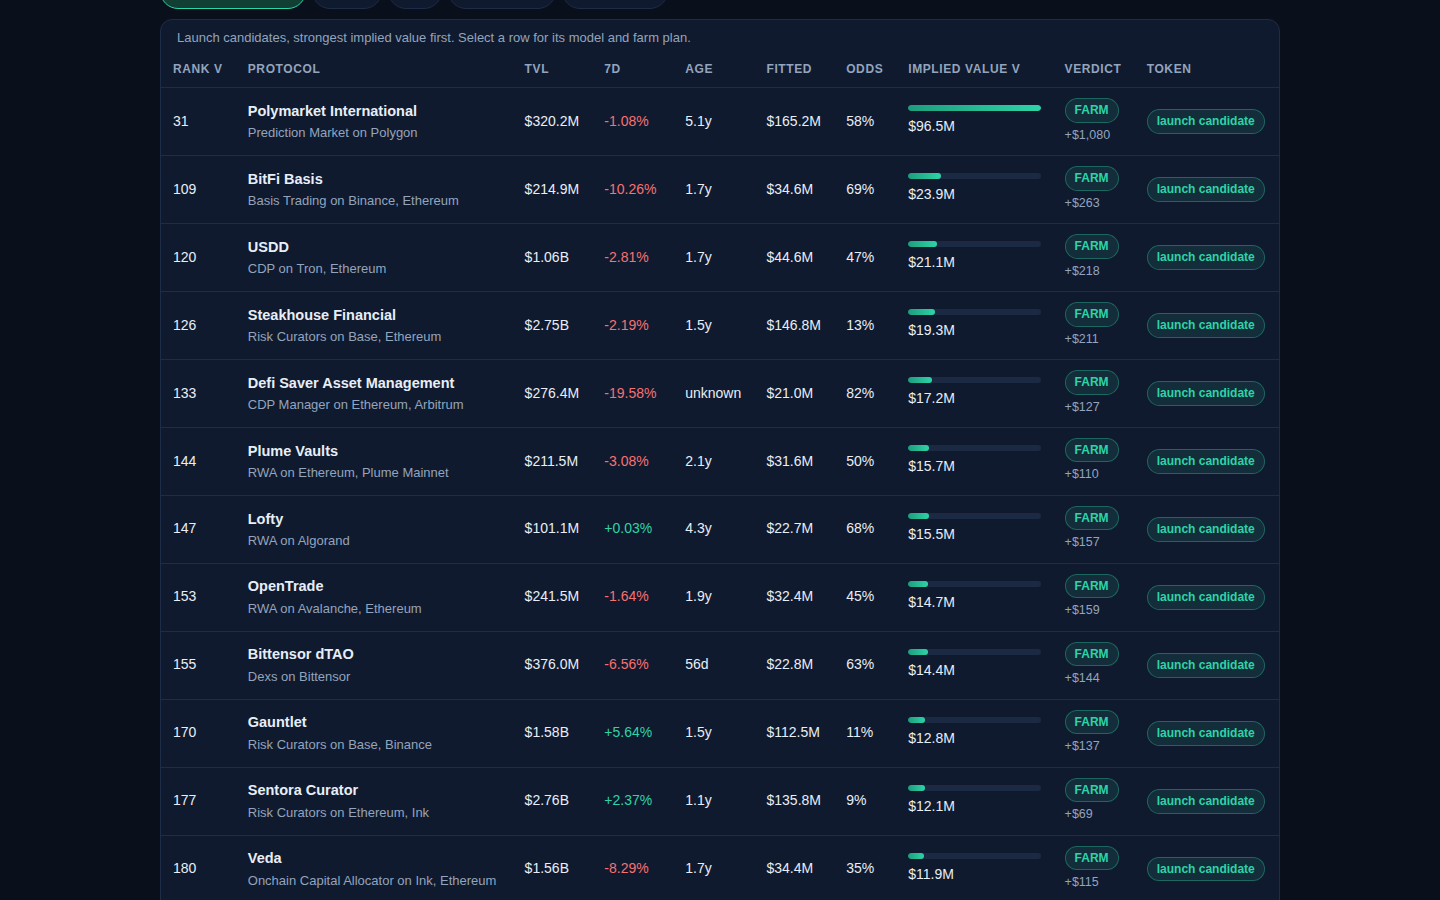 Launch candidates, strongest implied value first. Select a row for its model and farm plan.
RANK V PROTOCOL TVL 7D AGE FITTED ODDS IMPLIED VALUE V VERDICT TOKEN
31 Polymarket International Prediction Market on Polygon $320.2M -1.08% 5.1y $165.2M 58% $96.5M FARM +$1,080 launch candidate
109 BitFi Basis Basis Trading on Binance, Ethereum $214.9M -10.26% 1.7y $34.6M 69% $23.9M FARM +$263 launch candidate
120 USDD CDP on Tron, Ethereum $1.06B -2.81% 1.7y $44.6M 47% $21.1M FARM +$218 launch candidate
126 Steakhouse Financial Risk Curators on Base, Ethereum $2.75B -2.19% 1.5y $146.8M 13% $19.3M FARM +$211 launch candidate
133 Defi Saver Asset Management CDP Manager on Ethereum, Arbitrum $276.4M -19.58% unknown $21.0M 82% $17.2M FARM +$127 launch candidate
144 Plume Vaults RWA on Ethereum, Plume Mainnet $211.5M -3.08% 2.1y $31.6M 50% $15.7M FARM +$110 launch candidate
147 Lofty RWA on Algorand $101.1M +0.03% 4.3y $22.7M 68% $15.5M FARM +$157 launch candidate
153 OpenTrade RWA on Avalanche, Ethereum $241.5M -1.64% 1.9y $32.4M 45% $14.7M FARM +$159 launch candidate
155 Bittensor dTAO Dexs on Bittensor $376.0M -6.56% 56d $22.8M 63% $14.4M FARM +$144 launch candidate
170 Gauntlet Risk Curators on Base, Binance $1.58B +5.64% 1.5y $112.5M 11% $12.8M FARM +$137 launch candidate
177 Sentora Curator Risk Curators on Ethereum, Ink $2.76B +2.37% 1.1y $135.8M 9% $12.1M FARM +$69 launch candidate
180 Veda Onchain Capital Allocator on Ink, Ethereum $1.56B -8.29% 1.7y $34.4M 35% $11.9M FARM +$115 launch candidate